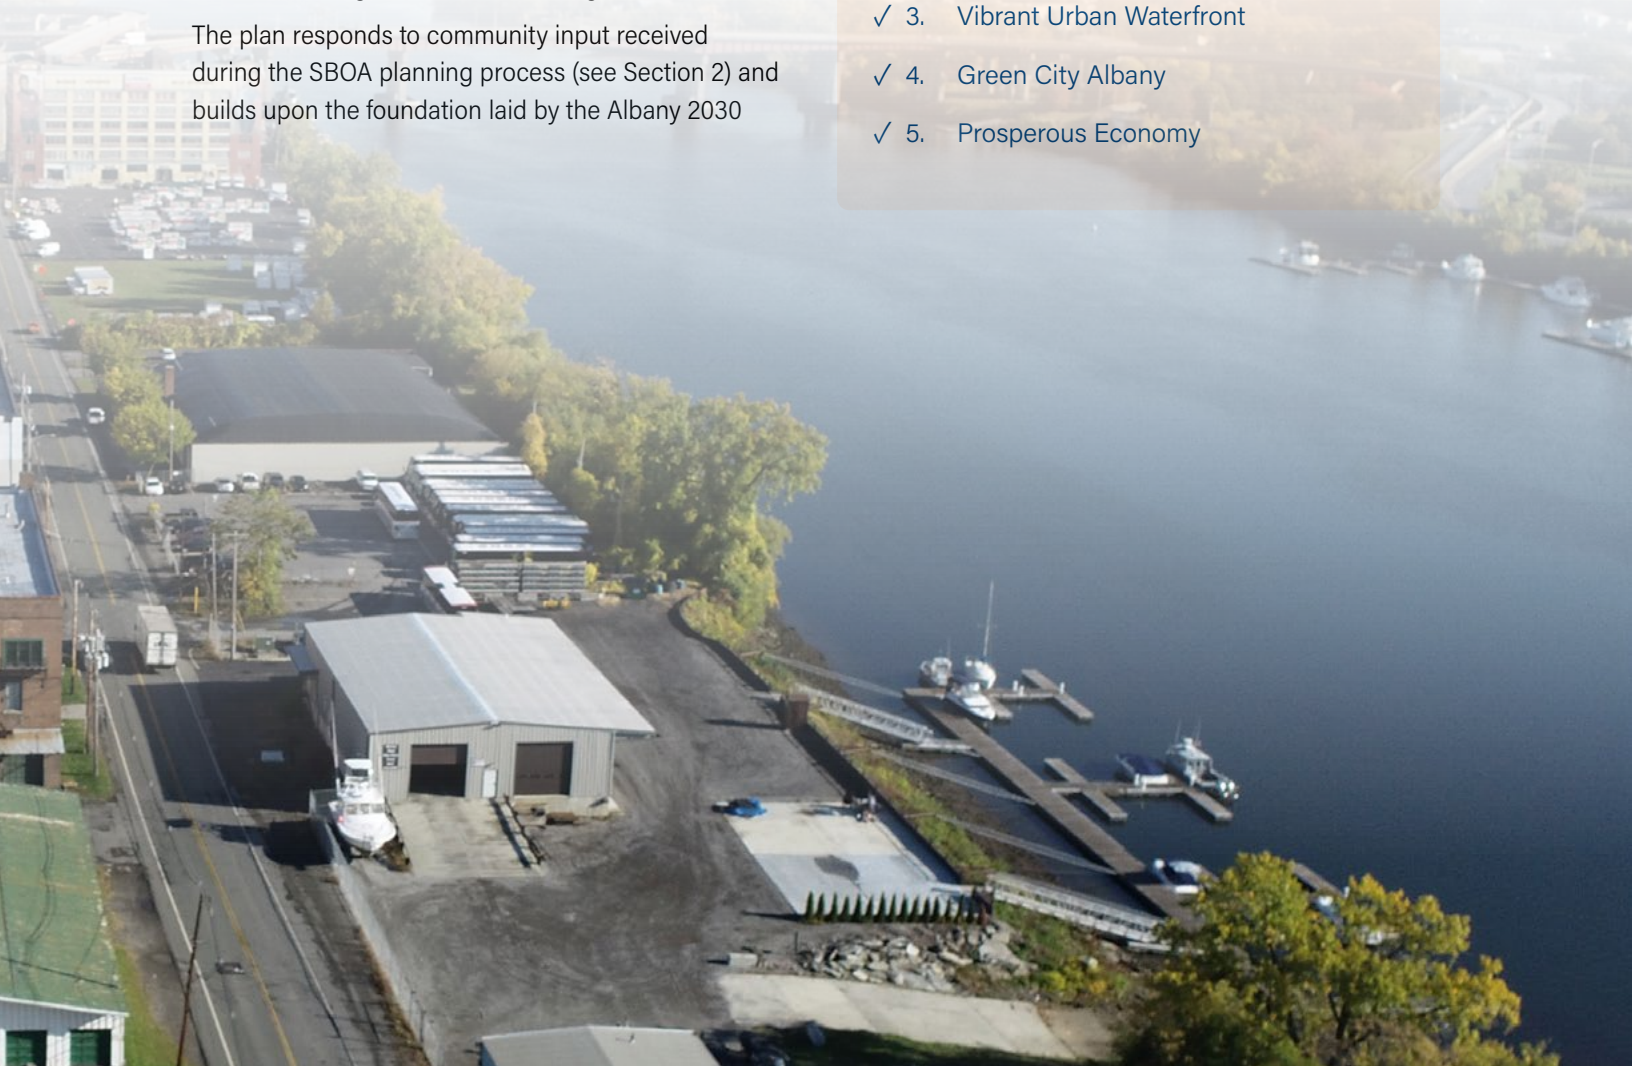 The plan responds to community input received
during the SBOA planning process (see Section 2) and
builds upon the foundation laid by the Albany 2030
✓ 3. Vibrant Urban Waterfront
✓ 4. Green City Albany
✓ 5. Prosperous Economy